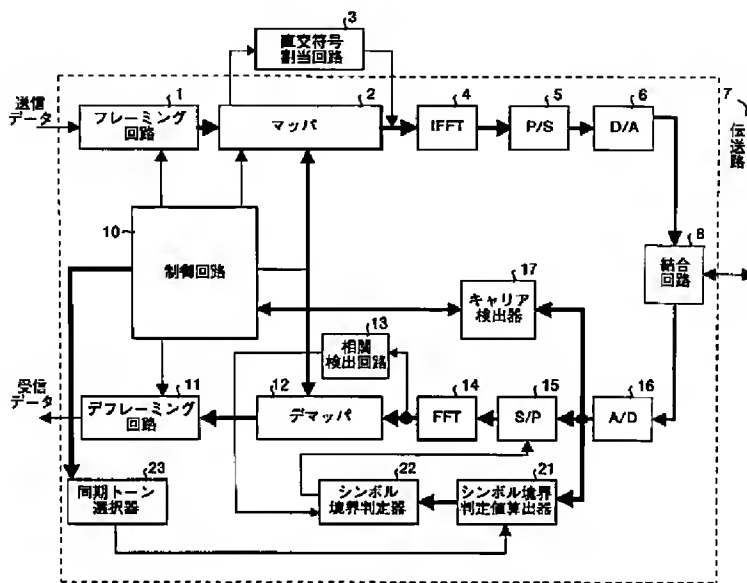 3
直交符号
割当回路
送信
データ
1
フレーミング
回路
2
マッパ
4
IFFT
5
P/S
6
D/A
7
伝送路
8
結合
回路
10
制御回路
17
キャリア
検出器
13
相関
検出回路
受信
データ
11
デフレーミング
回路
12
デマッパ
14
FFT
15
S/P
16
A/D
23
同期トーン
選択器
22
シンボル
境界判定器
21
シンボル境界
判定値算出器